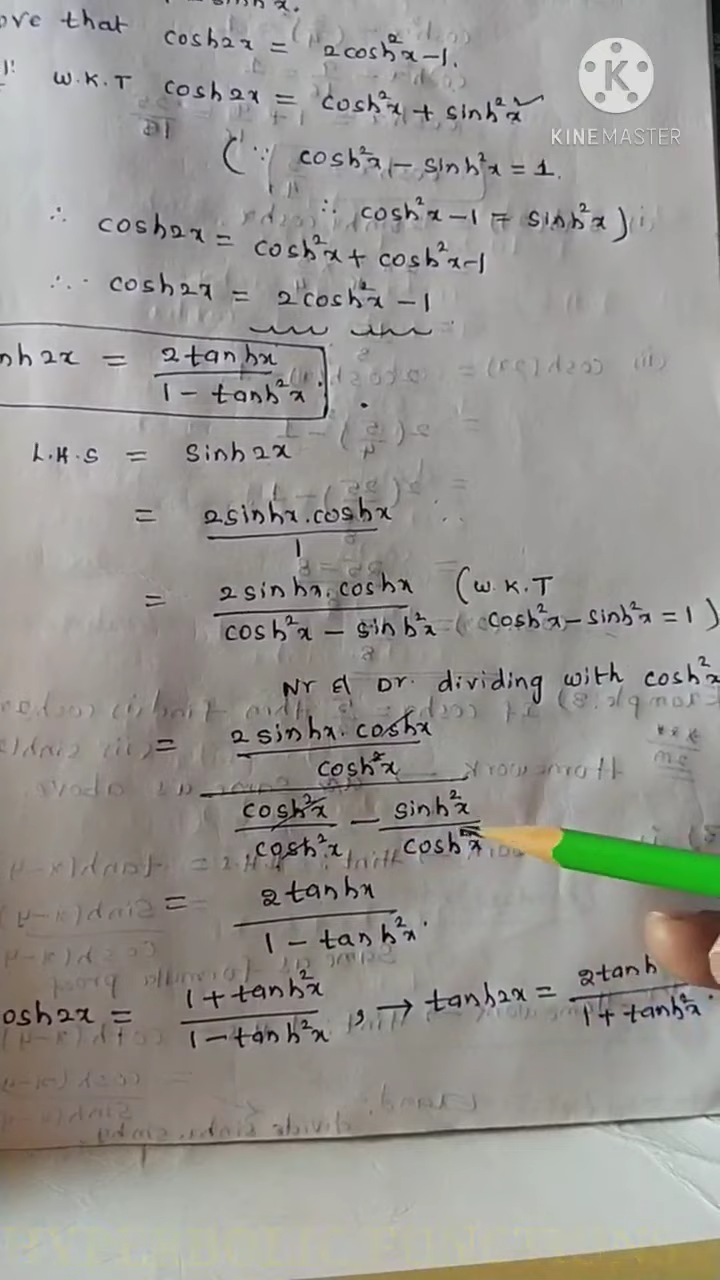 ove that cosh2x = 2cosh²x-1.
W.K.T cosh2x = cosh²x + sinh²x
K
KINEMASTER
(∵ cosh²x - sinh²x = 1.
∵ cosh²x - 1 = sinh²x)
∴ cosh2x = cosh²x + cosh²x-1
∴ cosh2x = 2cosh²x - 1
nh2x = 2tanhx / 1 - tanh²x.
L.H.S = sinh2x
= 2sinhx.coshx / 1
= 2sinhx.coshx / cosh²x - sinh²x (W.K.T cosh²x - sinh²x = 1)
Nr & Dr. dividing with cosh²x
= 2sinhx.coshx / cosh²x
cosh²x / cosh²x - sinh²x / cosh²x
= 2tanhx / 1 - tanh²x.
osh2x = 1 + tanh²x / 1 - tanh²x , → tanh2x = 2tanh / 1 + tanh²x.
HYPERBOLIC FUNCTION